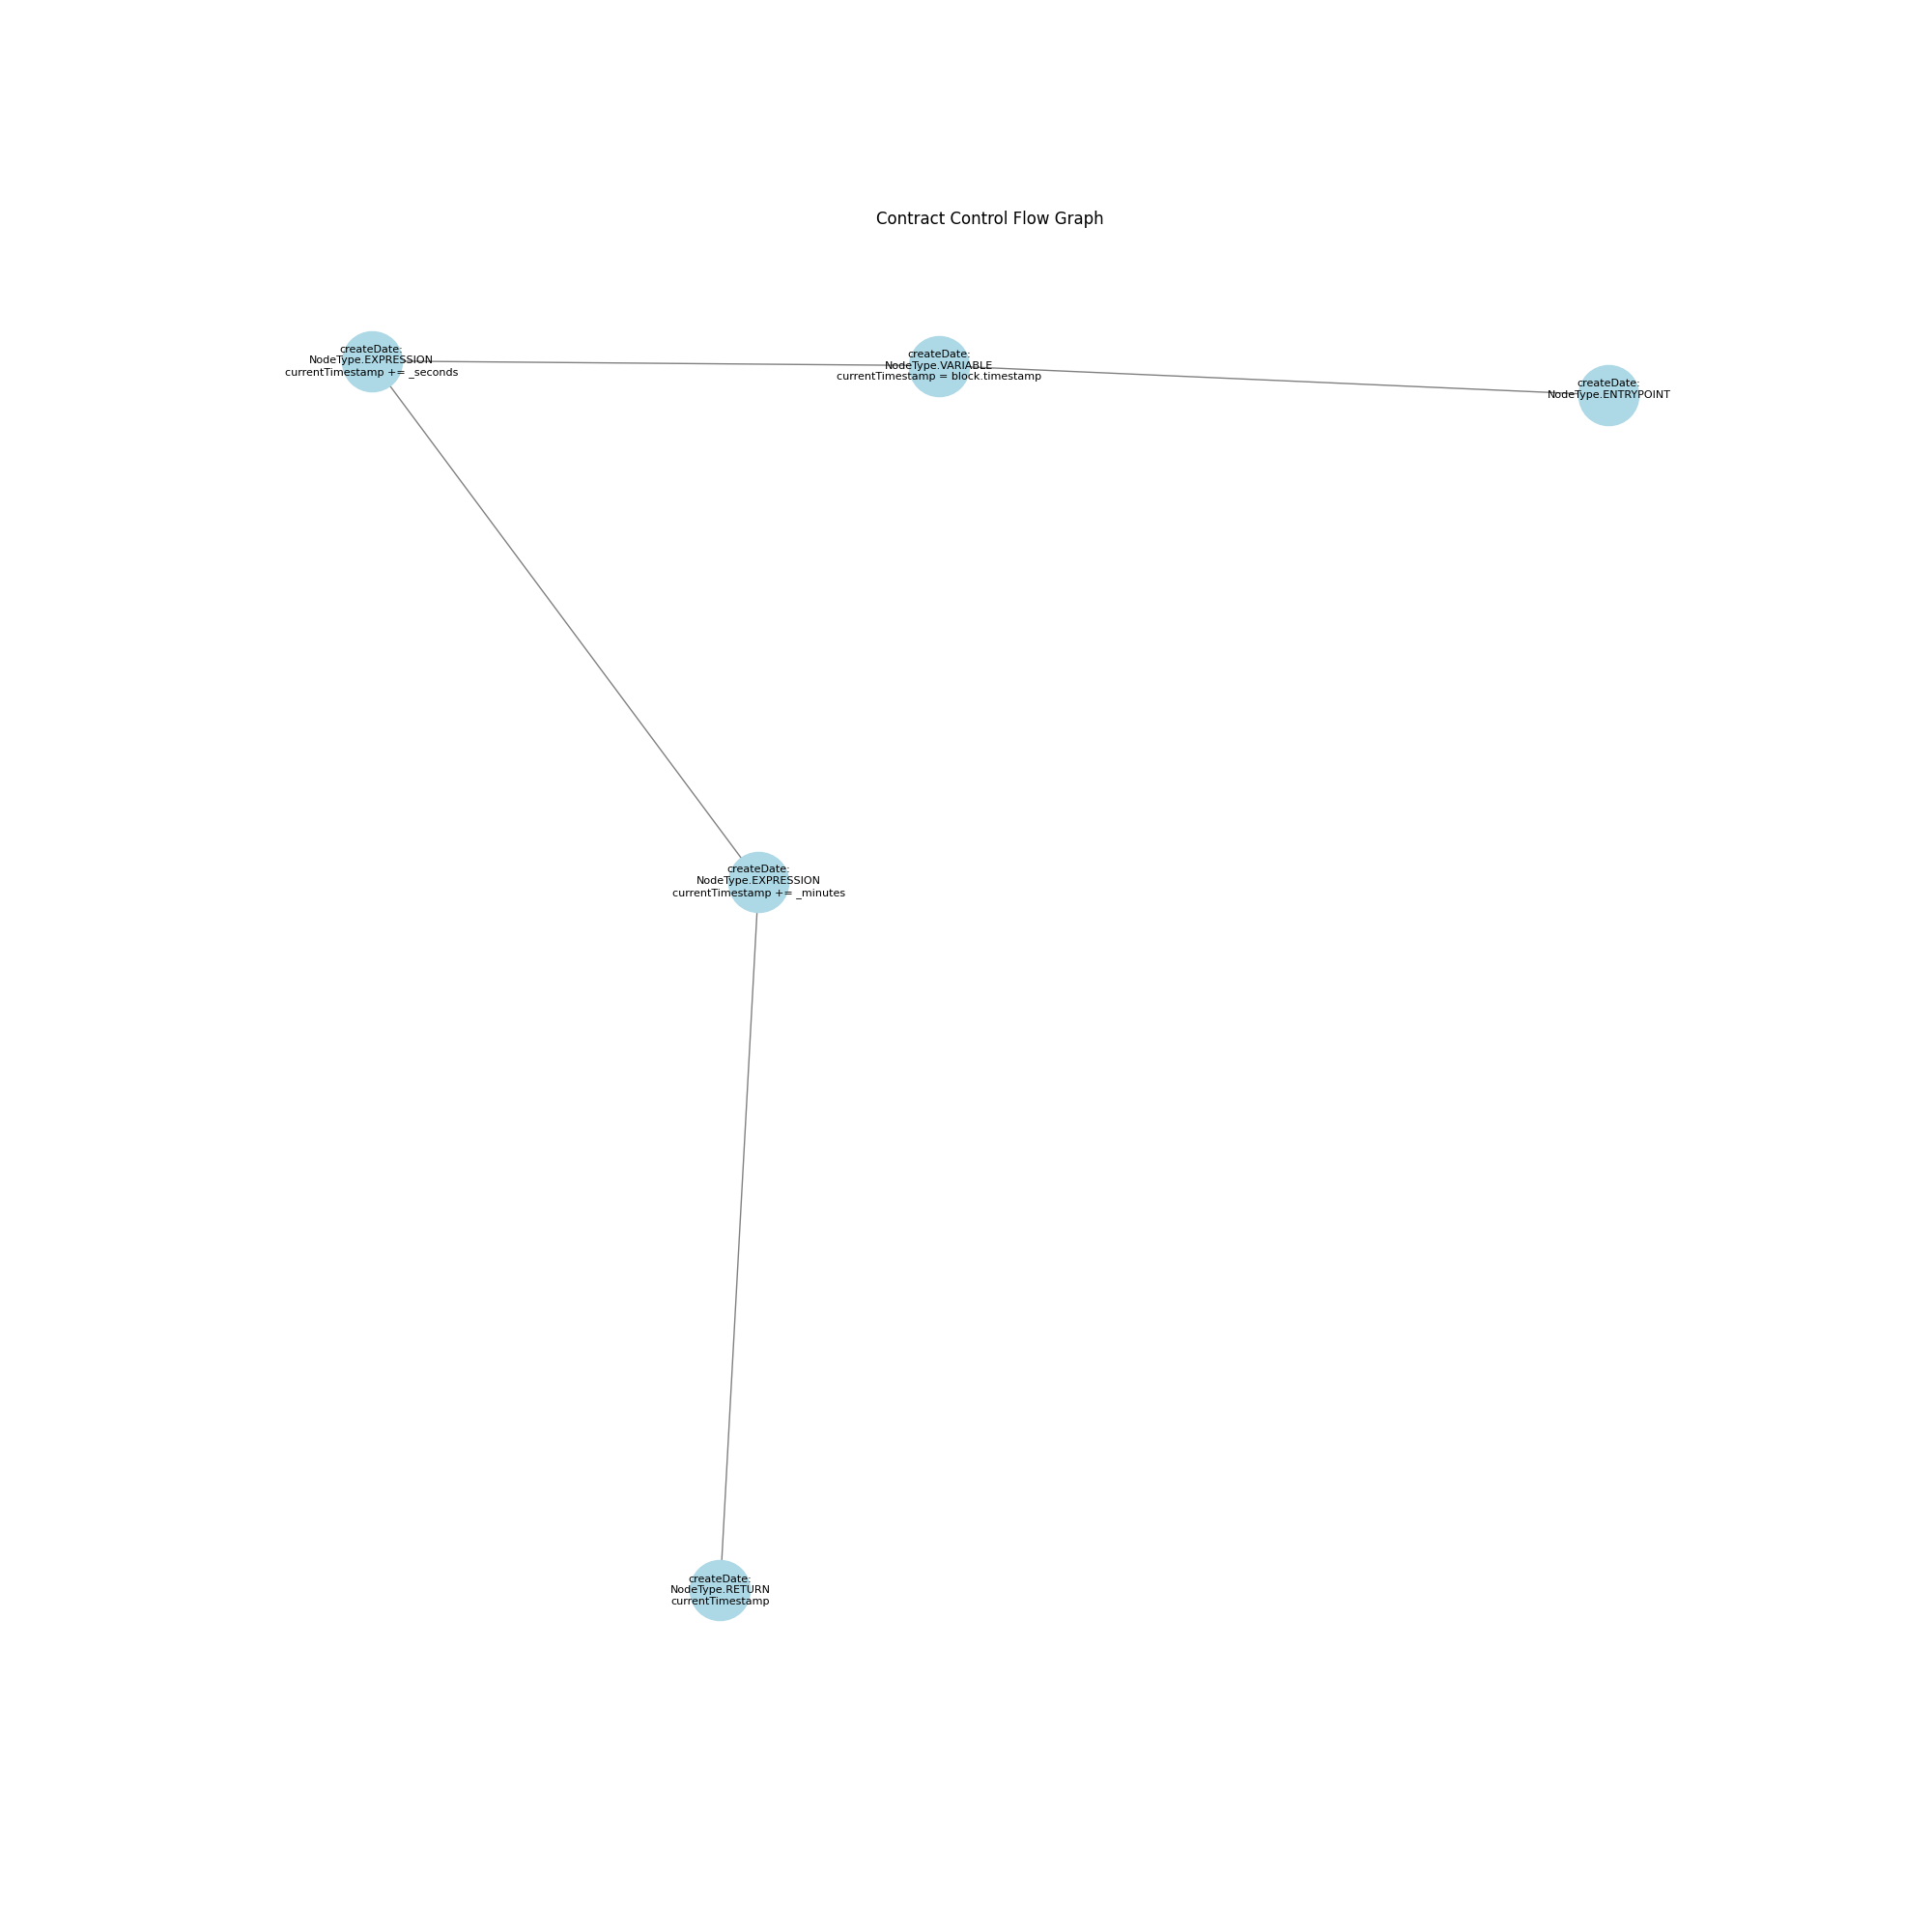 Contract Control Flow Graph
createDate:
NodeType.EXPRESSION
currentTimestamp += _seconds
createDate:
NodeType.VARIABLE
currentTimestamp = block.timestamp
createDate:
NodeType.ENTRYPOINT
createDate:
NodeType.EXPRESSION
currentTimestamp += _minutes
createDate:
NodeType.RETURN
currentTimestamp